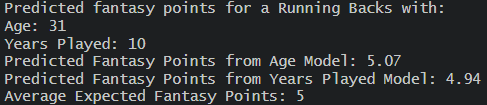 Predicted fantasy points for a Running Backs with:
Age: 31
Years Played: 10
Predicted Fantasy Points from Age Model: 5.07
Predicted Fantasy Points from Years Played Model: 4.94
Average Expected Fantasy Points: 5